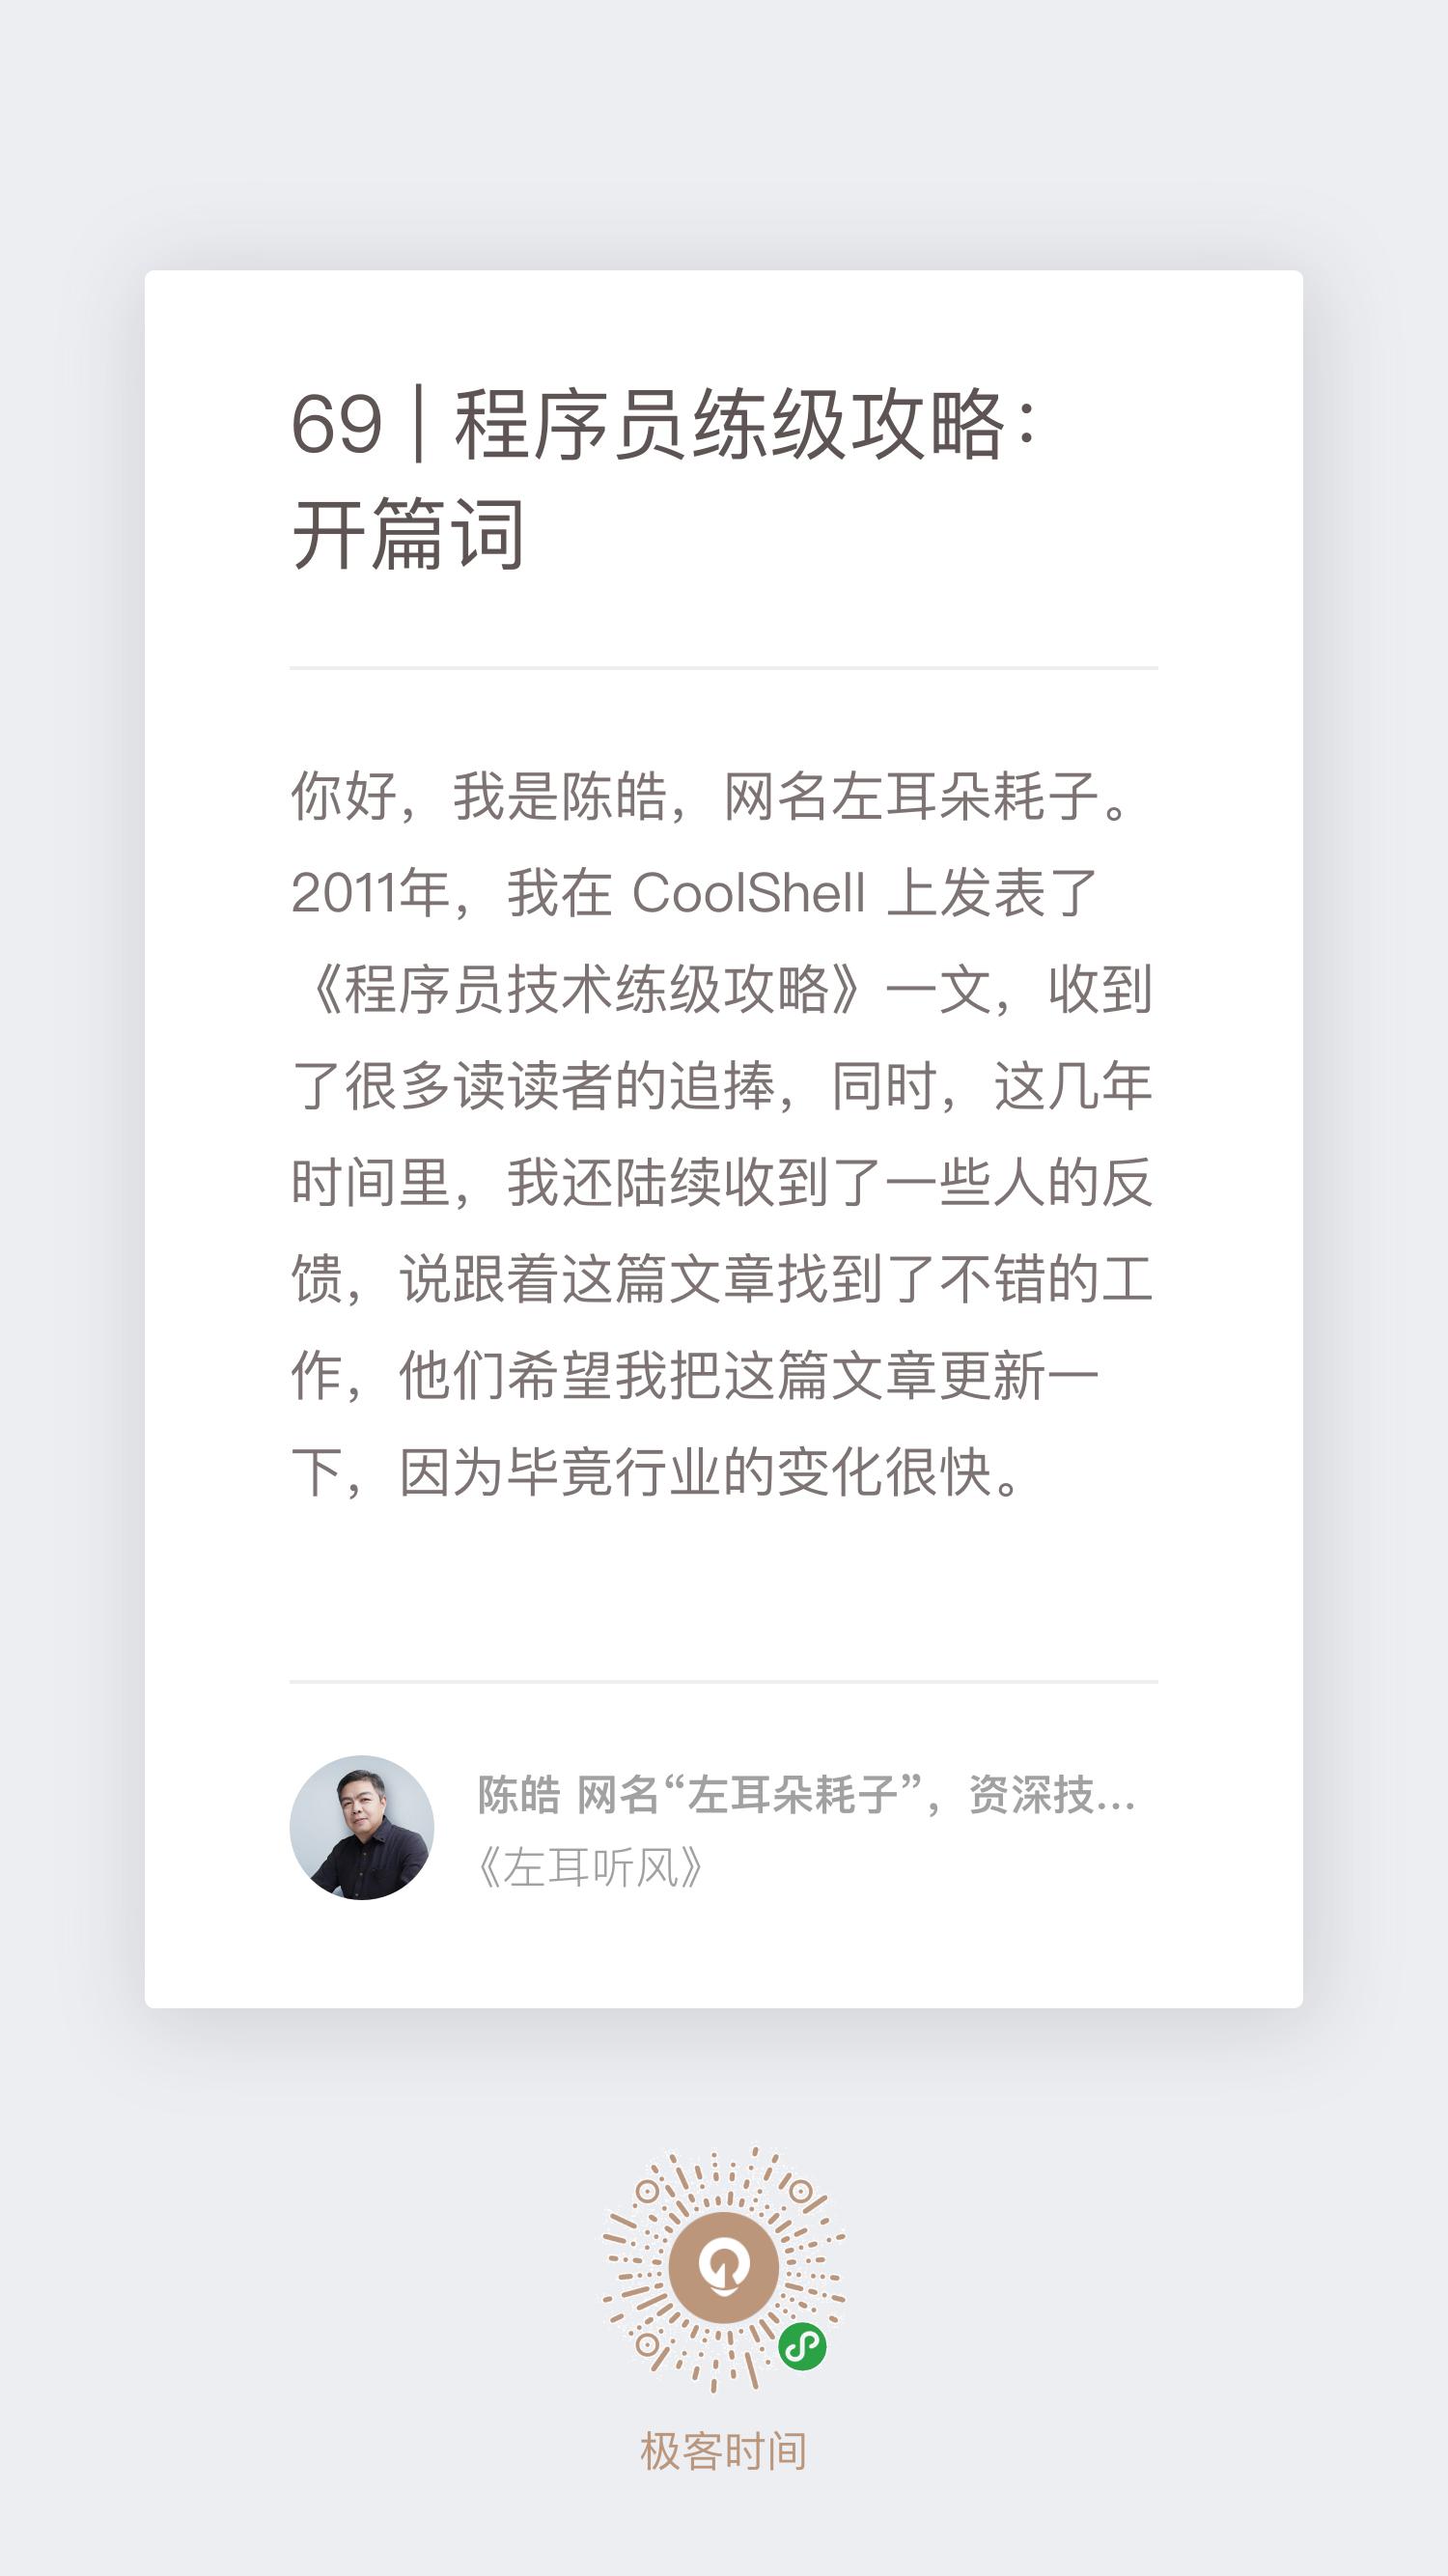 69 | 程序员练级攻略：
开篇词
你好，我是陈皓，网名左耳朵耗子。
2011年，我在 CoolShell 上发表了
《程序员技术练级攻略》一文，收到
了很多读读者的追捧，同时，这几年
时间里，我还陆续收到了一些人的反
馈，说跟着这篇文章找到了不错的工
作，他们希望我把这篇文章更新一
下，因为毕竟行业的变化很快。
陈皓 网名“左耳朵耗子”，资深技...
《左耳听风》
极客时间